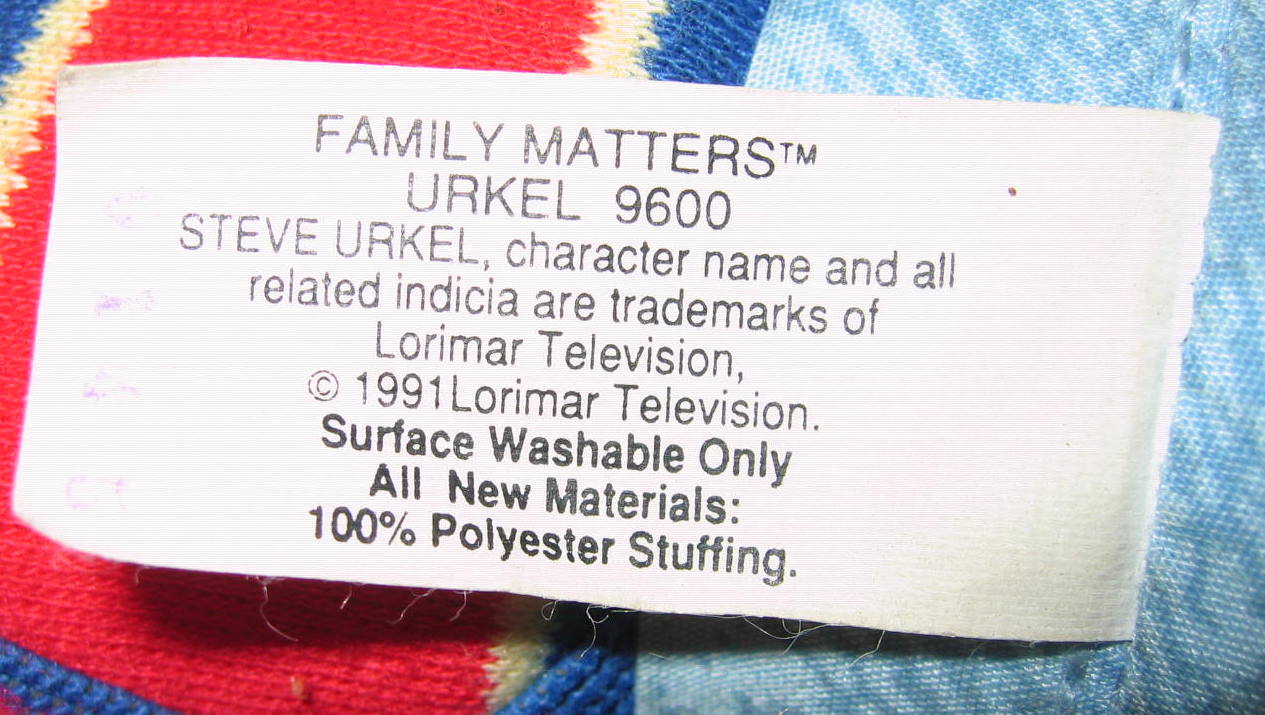 FAMILY MATTERS™
URKEL 9600
STEVE URKEL, character name and all
related indicia are trademarks of
Lorimar Television,
© 1991Lorimar Television.
Surface Washable Only
All New Materials:
100% Polyester Stuffing.